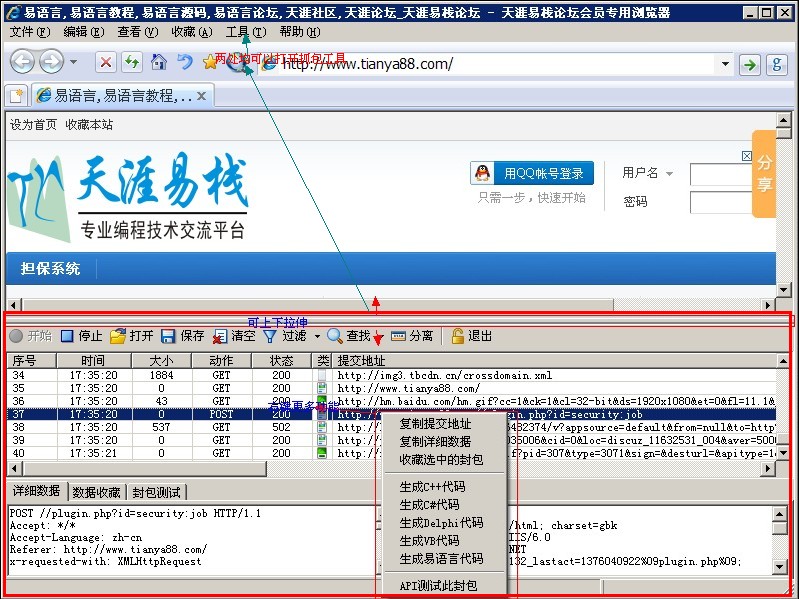 易语言,易语言教程,易语言源码,易语言论坛,天涯社区,天涯论坛_天涯易栈论坛 - 天涯易栈论坛会员专用浏览器
文件(F) 编辑(E) 查看(V) 收藏(A) 工具(T) 帮助(H)
两处均可以打开抓包工具
http://www.tianya88.com/
易语言,易语言教程,..
设为首页 收藏本站
天涯易栈
专业编程技术交流平台
用QQ帐号登录
只需一步，快速开始
用户名
密码
分享
担保系统
可上下拉伸
开始 停止 打开 保存 清空 过滤 查找 分离 退出
序号 时间 大小 动作 状态 类 提交地址
34 17:35:20 1884 GET 200 http://img3.tbcdn.cn/crossdomain.xml
35 17:35:20 0 GET 200 http://www.tianya88.com/
36 17:35:20 43 GET 200 http://hm.baidu.com/hm.gif?cc=1&ck=1&cl=32-bit&ds=1920x1080&et=0&fl=11.1&
37 17:35:20 0 POST 200 gin.php?id=security:job
38 17:35:20 537 GET 502 482374/v?appsource=default&from=null&to=http
39 17:35:20 0 GET 200 035006&cid=0&loc=discuz_11632531_004&aver=500
40 17:35:21 0 GET 200 f?pid=307&type=3071&sign=&desturl=&apitype=1
复制提交地址
复制详细数据
收藏选中的封包
生成C++代码
生成C#代码
生成Delphi代码
生成VB代码
生成易语言代码
API测试此封包
详细数据 数据收藏 封包测试
POST //plugin.php?id=security:job HTTP/1.1
Accept: */* /html; charset=gbk
Accept-Language: zh-cn IIS/6.0
Referer: http://www.tianya88.com/ NET
x-requested-with: XMLHttpRequest 132_lastact=1376040922%09plugin.php%09;